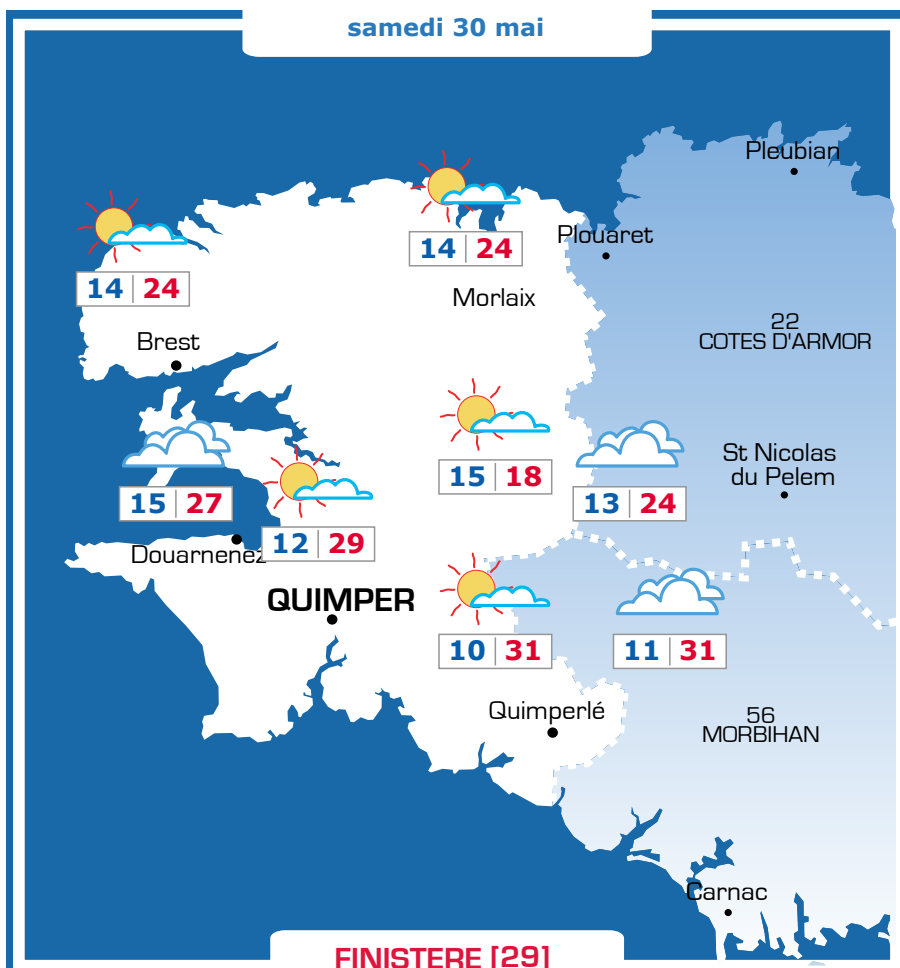 samedi 30 mai
Pleubian
Plouaret
14 | 24
14 | 24
Morlaix
22
COTES D'ARMOR
Brest
St Nicolas
du Pelem
15 | 18
15 | 27
13 | 24
12 | 29
Douarnenez
QUIMPER
10 | 31
11 | 31
Quimperlé
56
MORBIHAN
Carnac
FINISTERE [29]